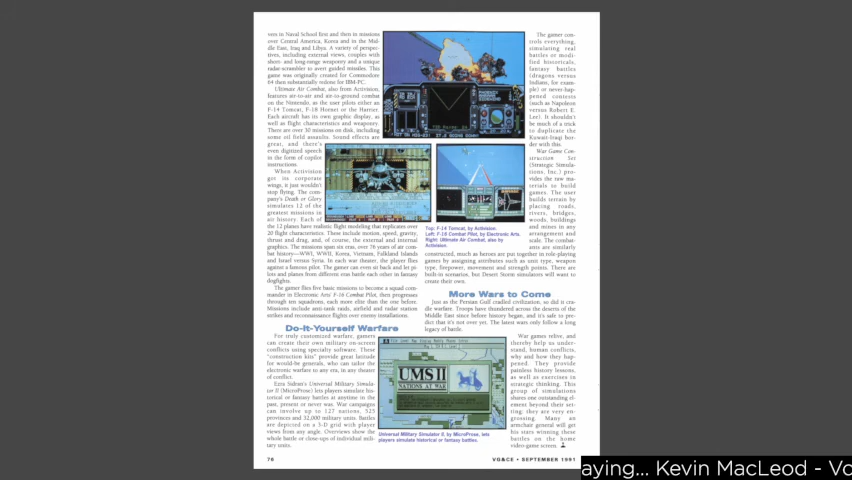 vers in Naval School first and then in missions
over Central America, Korea and in the Mid-
dle East, Iraq and Libya. A variety of perspec-
tives, including external views, couples with
short- and long-range weaponry and a unique
radar-scrambler to avert guided missiles. This
game was originally created for Commodore
64 then substantially redone for IBM-PC.
Ultimate Air Combat, also from Activision,
features air-to-air and air-to-ground combat
on the Nintendo, as the user pilots either an
F-14 Tomcat, F-18 Hornet or the Harrier.
Each aircraft has its own graphic display, as
well as flight characteristics and weaponry.
There are over 30 missions on disk, including
some oil field assaults. Sound effects are
great, and there's
even digitized speech
in the form of copilot
instructions.
When Activision
got its corporate
wings, it just wouldn't
stop flying. The com-
pany's Death or Glory
simulates 12 of the
greatest missions in
air history. Each of
the 12 planes have realistic flight modeling that replicates over
20 flight characteristics. These include motion, speed, gravity,
thrust and drag, and, of course, the external and internal
graphics. The missions span six eras, over 76 years of air com-
bat history—WWI, WWII, Korea, Vietnam, Falkland Islands
and Israel versus Syria. In each war theater, the player flies
against a famous pilot. The gamer can even sit back and let pi-
lots and planes from different eras battle each other in fantasy
dogfights.
The gamer flies five basic missions to become a squad com-
mander in Electronic Arts' F-16 Combat Pilot, then progresses
through ten squadrons, each more elite than the one before.
Missions include anti-tank raids, airfield and radar station
strikes and reconnaissance flights over enemy installations.
Do-It-Yourself Warfare
For truly customized warfare, gamers
can create their own military on-screen
conflicts using specialty software. These
"construction kits" provide great latitude
for would-be generals, who can tailor the
electronic warfare to any era, in any theater
of conflict.
Ezra Sidran's Universal Military Simula-
tor II (MicroProse) lets players simulate his-
torical or fantasy battles at anytime in the
past, present or never was. War campaigns
can involve up to 127 nations, 525
provinces and 32,000 military units. Battles
are depicted on a 3-D grid with player
views from any angle. Overviews show the
whole battle or close-ups of individual mili-
tary units.
Top: F-14 Tomcat, by Activision.
Left: F-16 Combat Pilot, by Electronic Arts.
Right: Ultimate Air Combat, also by
Activision.
The gamer con-
trols everything,
simulating real
battles or modi-
fied historicals,
fantasy battles
(dragons versus
Indians, for exam-
ple) or never-hap-
pened contests
(such as Napoleon
versus Robert E.
Lee). It shouldn't
be much of a trick
to duplicate the
Kuwait-Iraqi bor-
der with this.
War Game Con-
struction Set
(Strategic Simula-
tions, Inc.) pro-
vides the raw ma-
terials to build
games. The user
builds terrain by
placing roads,
rivers, bridges,
woods, buildings
and mixes in any
arrangement and
scale. The combat-
ants are similarly
constructed, much as heroes are put together in role-playing
games by assigning attributes such as unit type, weapon
type, firepower, movement and strength points. There are
built-in scenarios, but Desert Storm simulators will want to
create their own.
More Wars to Come
Just as the Persian Gulf cradled civilization, so did it cra-
dle warfare. Troops have thundered across the deserts of the
Middle East since before history began, and it's safe to pre-
dict that it's not over yet. The latest wars only follow a long
legacy of battle.
War games relive, and
thereby help us under-
stand, human conflicts,
why and how they hap-
pened. They provide
painless history lessons,
as well as exercises in
strategic thinking. This
group of simulations
shares one outstanding el-
ement beyond their set-
ting: they are very en-
grossing. Many an
armchair general will get
his stars winning these
battles on the home
video-game screen.
UMS II
NATIONS AT WAR
Universal Military Simulator II, by MicroProse, lets
players simulate historical or fantasy battles.
76
VG&CE • SEPTEMBER 1991
aying... Kevin MacLeod - Vo